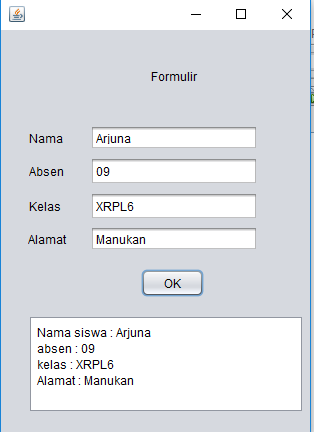 Formulir
Nama Arjuna
Absen 09
Kelas XRPL6
Alamat Manukan
OK
Nama siswa : Arjuna
absen : 09
kelas : XRPL6
Alamat : Manukan